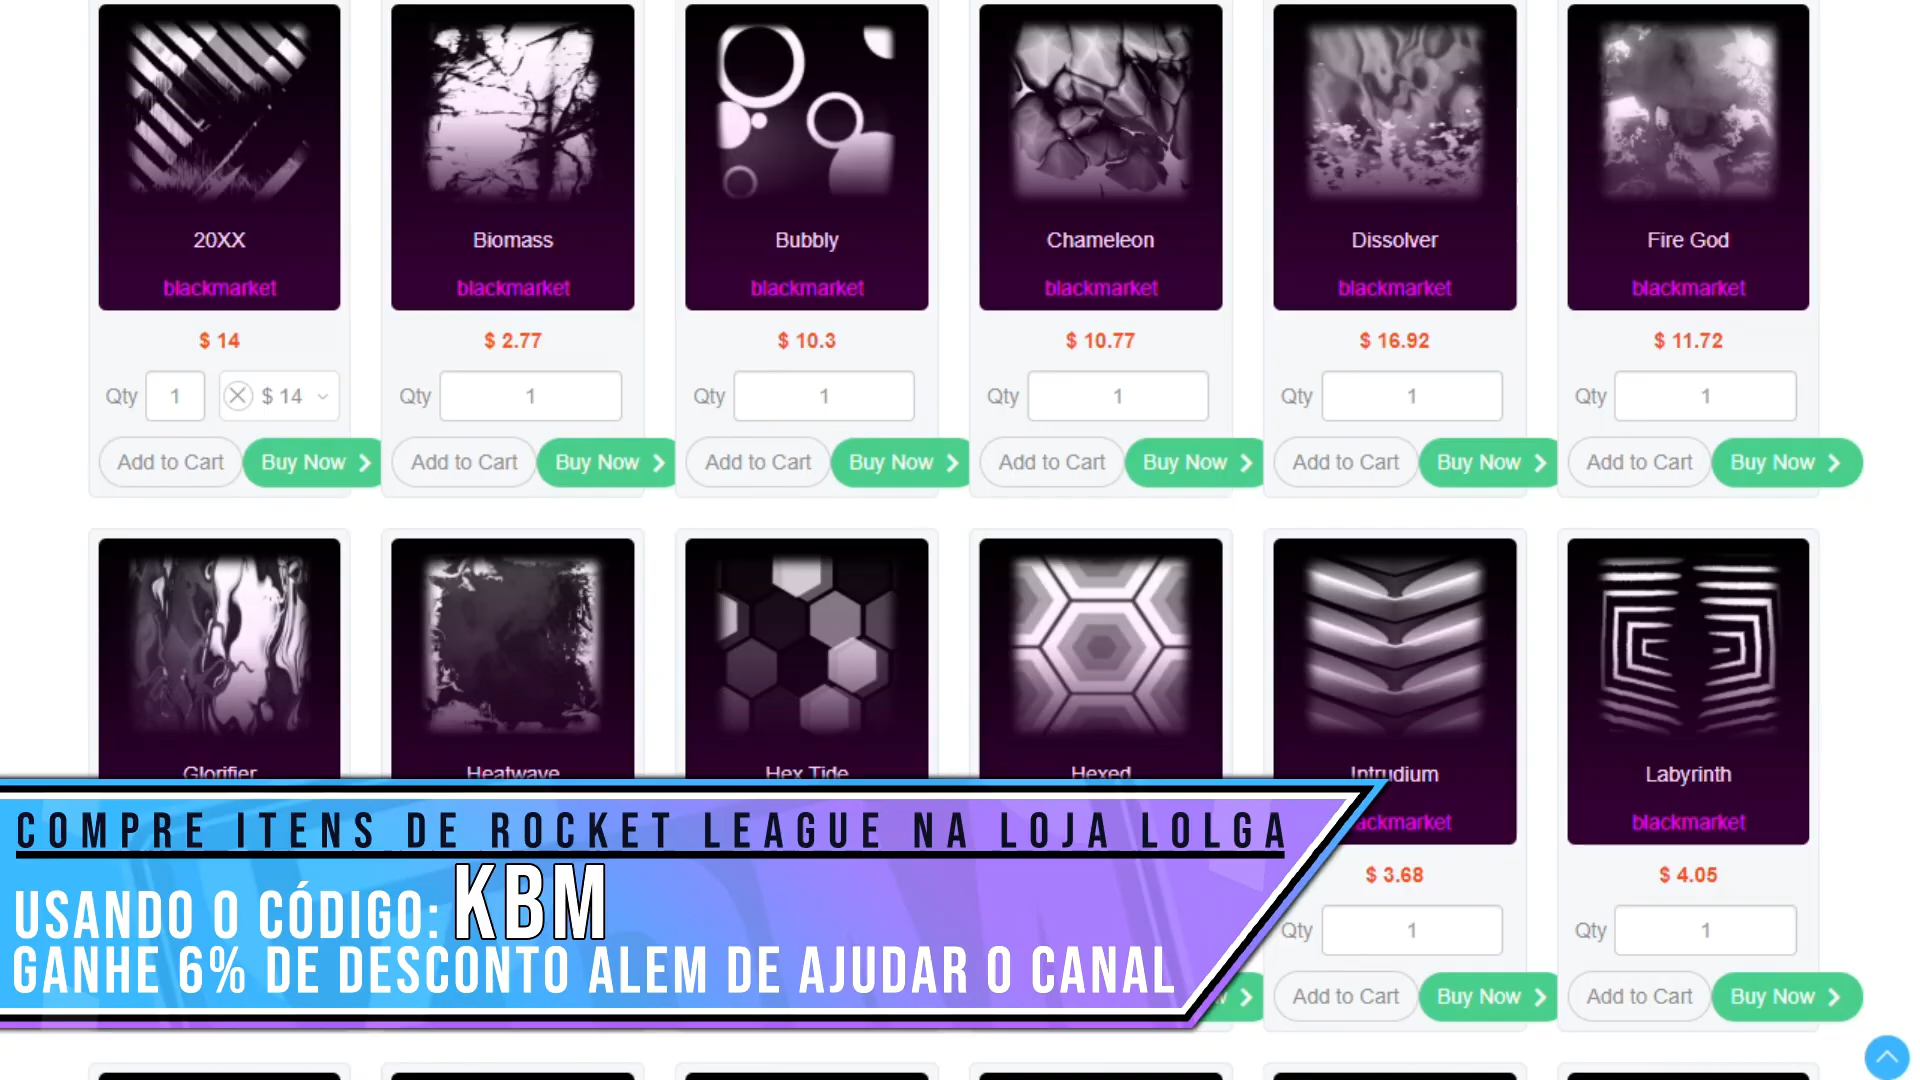 20XX Biomass Bubbly Chameleon Dissolver Fire God
blackmarket blackmarket blackmarket blackmarket blackmarket blackmarket
$ 14 $ 2.77 $ 10.3 $ 10.77 $ 16.92 $ 11.72
Qty 1 $ 14 Qty 1 Qty 1 Qty 1 Qty 1 Qty 1
Add to Cart Buy Now Add to Cart Buy Now Add to Cart Buy Now Add to Cart Buy Now Add to Cart Buy Now Add to Cart Buy Now
Glorifier Heatwave Hex Tide Hexed Intrudium Labyrinth
blackmarket
COMPRE ITENS DE ROCKET LEAGUE NA LOJA LOLGA
USANDO O CÓDIGO: KBM
GANHE 6% DE DESCONTO ALEM DE AJUDAR O CANAL
$ 3.68 $ 4.05
Qty 1 Qty 1
Add to Cart Buy Now Add to Cart Buy Now